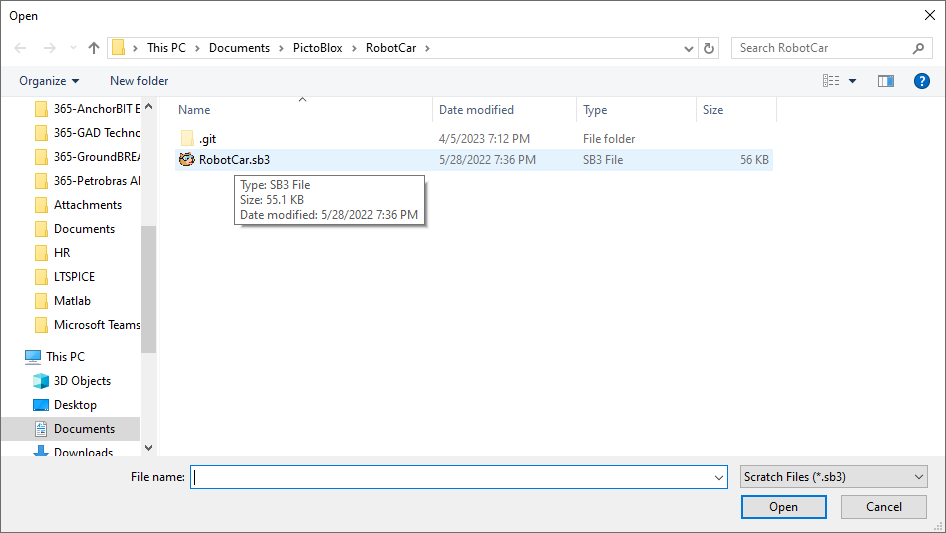 Open
This PC > Documents > PictoBlox > RobotCar >
Search RobotCar
Organize
New folder
Name
Date modified
Type
Size
.git
4/5/2023 7:12 PM
File folder
RobotCar.sb3
5/28/2022 7:36 PM
SB3 File
56 KB
Type: SB3 File
Size: 55.1 KB
Date modified: 5/28/2022 7:36 PM
365-AnchorBIT
365-GAD Techno
365-GroundBREA
365-Petrobras
Attachments
Documents
HR
LTSPICE
Matlab
Microsoft Teams
This PC
3D Objects
Desktop
Documents
Downloads
File name:
Scratch Files (*.sb3)
Open
Cancel